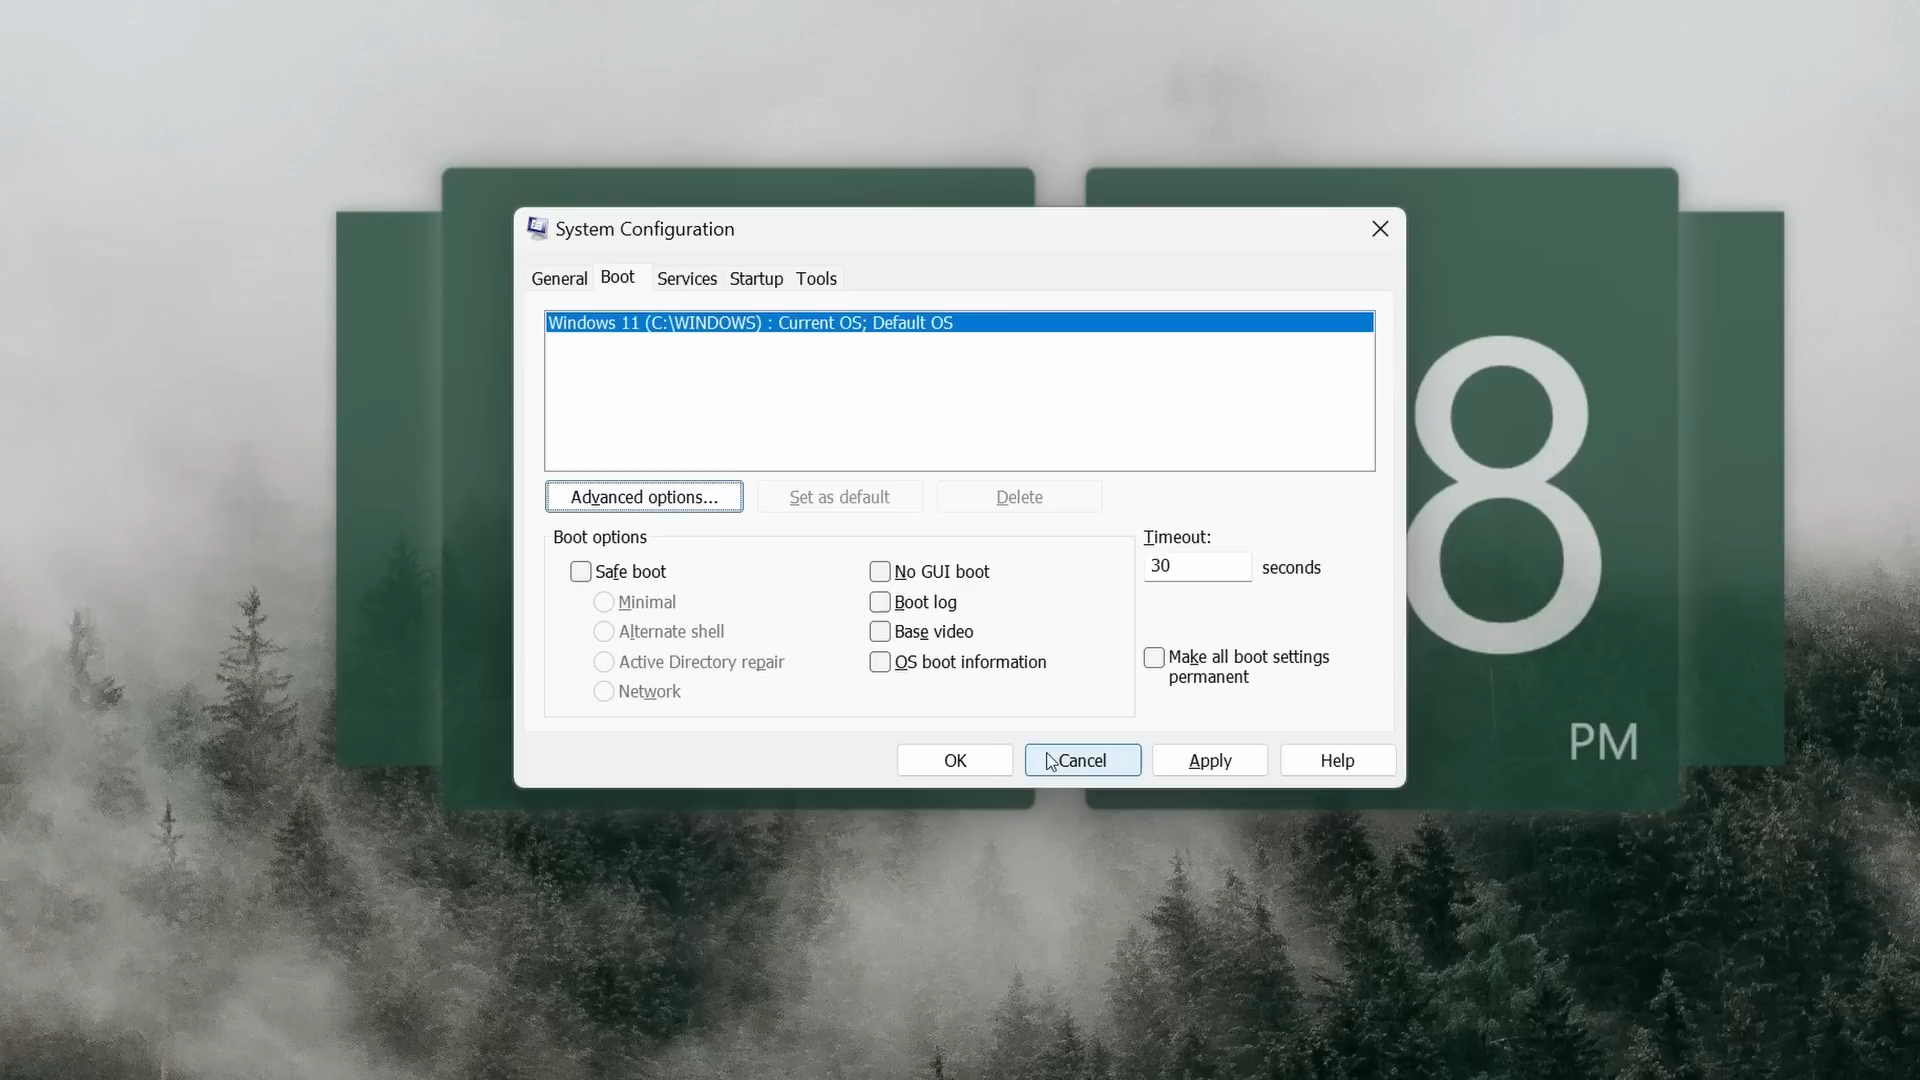 System Configuration
General Boot Services Startup Tools
Windows 11 (C:\WINDOWS) : Current OS; Default OS
Advanced options... Set as default Delete
Boot options
Timeout:
Safe boot No GUI boot
30 seconds
Minimal Boot log
Alternate shell Base video
Active Directory repair OS boot information
Make all boot settings
permanent
Network
OK Cancel Apply Help
8
PM